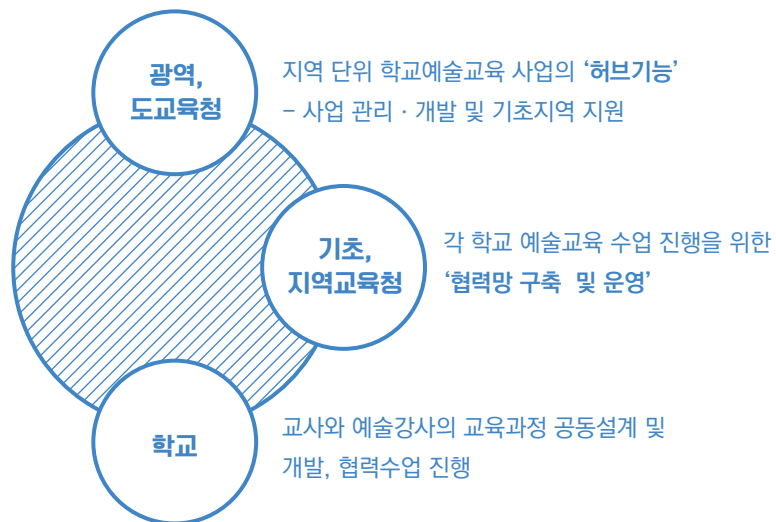 광역,
도교육청
지역 단위 학교예술교육 사업의 ‘허브기능’
– 사업 관리 · 개발 및 기초지역 지원
기초,
지역교육청
각 학교 예술교육 수업 진행을 위한
‘협력망 구축 및 운영’
학교
교사와 예술강사의 교육과정 공동설계 및
개발, 협력수업 진행